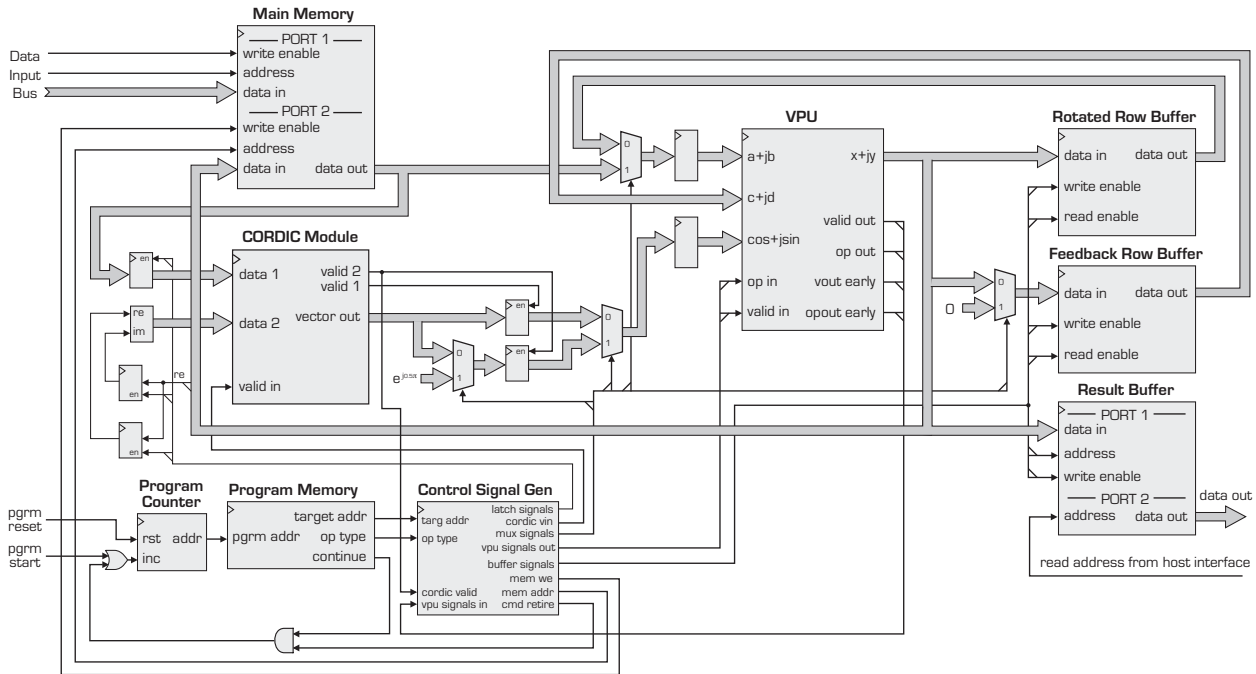 Main Memory
PORT 1
write enable
address
data in
PORT 2
write enable
address
data in
data out
Data
Input
Bus
VPU
a+jb
x+jy
c+jd
cos+jsin
valid out
op out
op in
vout early
valid in
opout early
0
1
Rotated Row Buffer
data in
data out
write enable
read enable
Feedback Row Buffer
data in
data out
write enable
read enable
0
1
0
CORDIC Module
data 1
valid 2
valid 1
data 2
vector out
valid in
en
re
im
re
en
en
en
en
0
1
0
1
e^j0.5π
Result Buffer
PORT 1
data in
address
write enable
PORT 2
address
data out
data out
read address from host interface
Program
Counter
rst
addr
inc
pgrm
reset
pgrm
start
Program Memory
target addr
pgrm addr
op type
continue
Control Signal Gen
latch signals
targ addr
cordic vin
mux signals
op type
vpu signals out
buffer signals
mem we
cordic valid
mem addr
vpu signals in
cmd retire